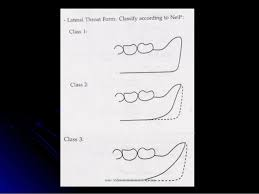 - Lateral Throat Form: Classify according to Neil":
Class 1:
Class 2:
Class 3: